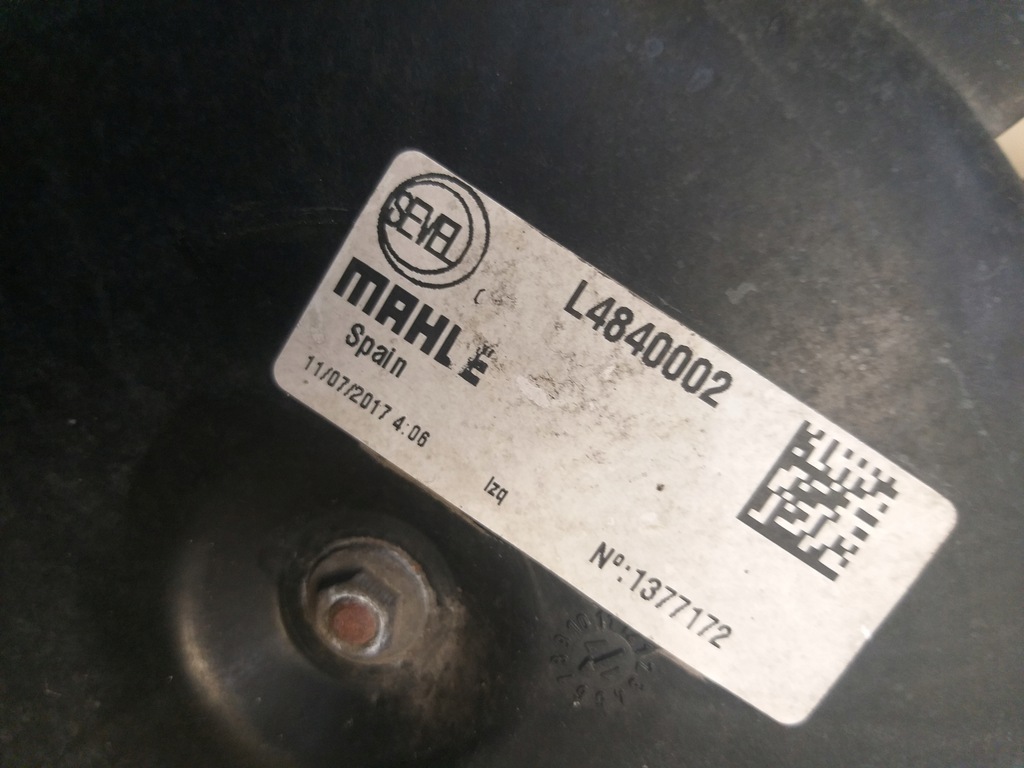 SEVEL
MAHLE
L4840002
Spain
11/07/2017 4:06
Izq
Nº:1377172